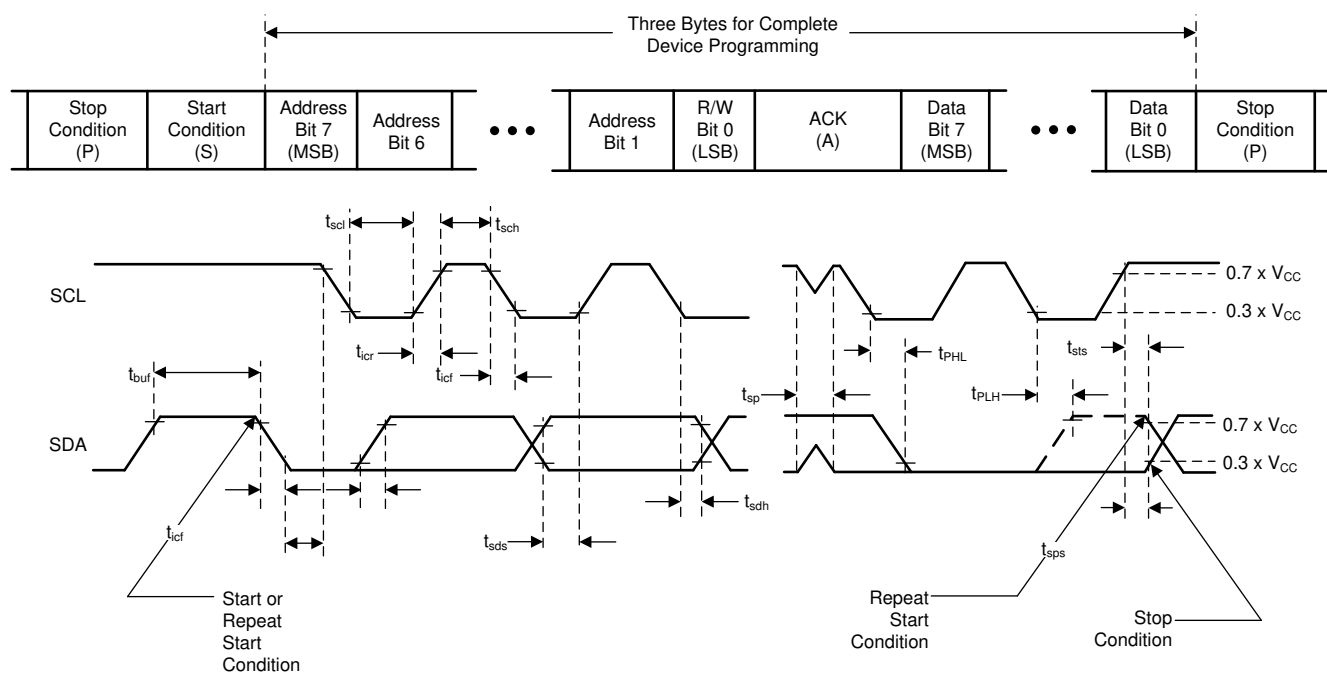 Three Bytes for Complete
Device Programming
Stop
Condition
(P)
Start
Condition
(S)
Address
Bit 7
(MSB)
Address
Bit 6
•••
Address
Bit 1
R/W
Bit 0
(LSB)
ACK
(A)
Data
Bit 7
(MSB)
•••
Data
Bit 0
(LSB)
Stop
Condition
(P)
tscl
tsch
SCL
0.7 x VCC
0.3 x VCC
ticr
ticf
tPHL
tsts
tbuf
tsp
tPLH
SDA
0.7 x VCC
0.3 x VCC
ticf
tsds
tsdh
tsps
Start or
Repeat
Start
Condition
Repeat
Start
Condition
Stop
Condition